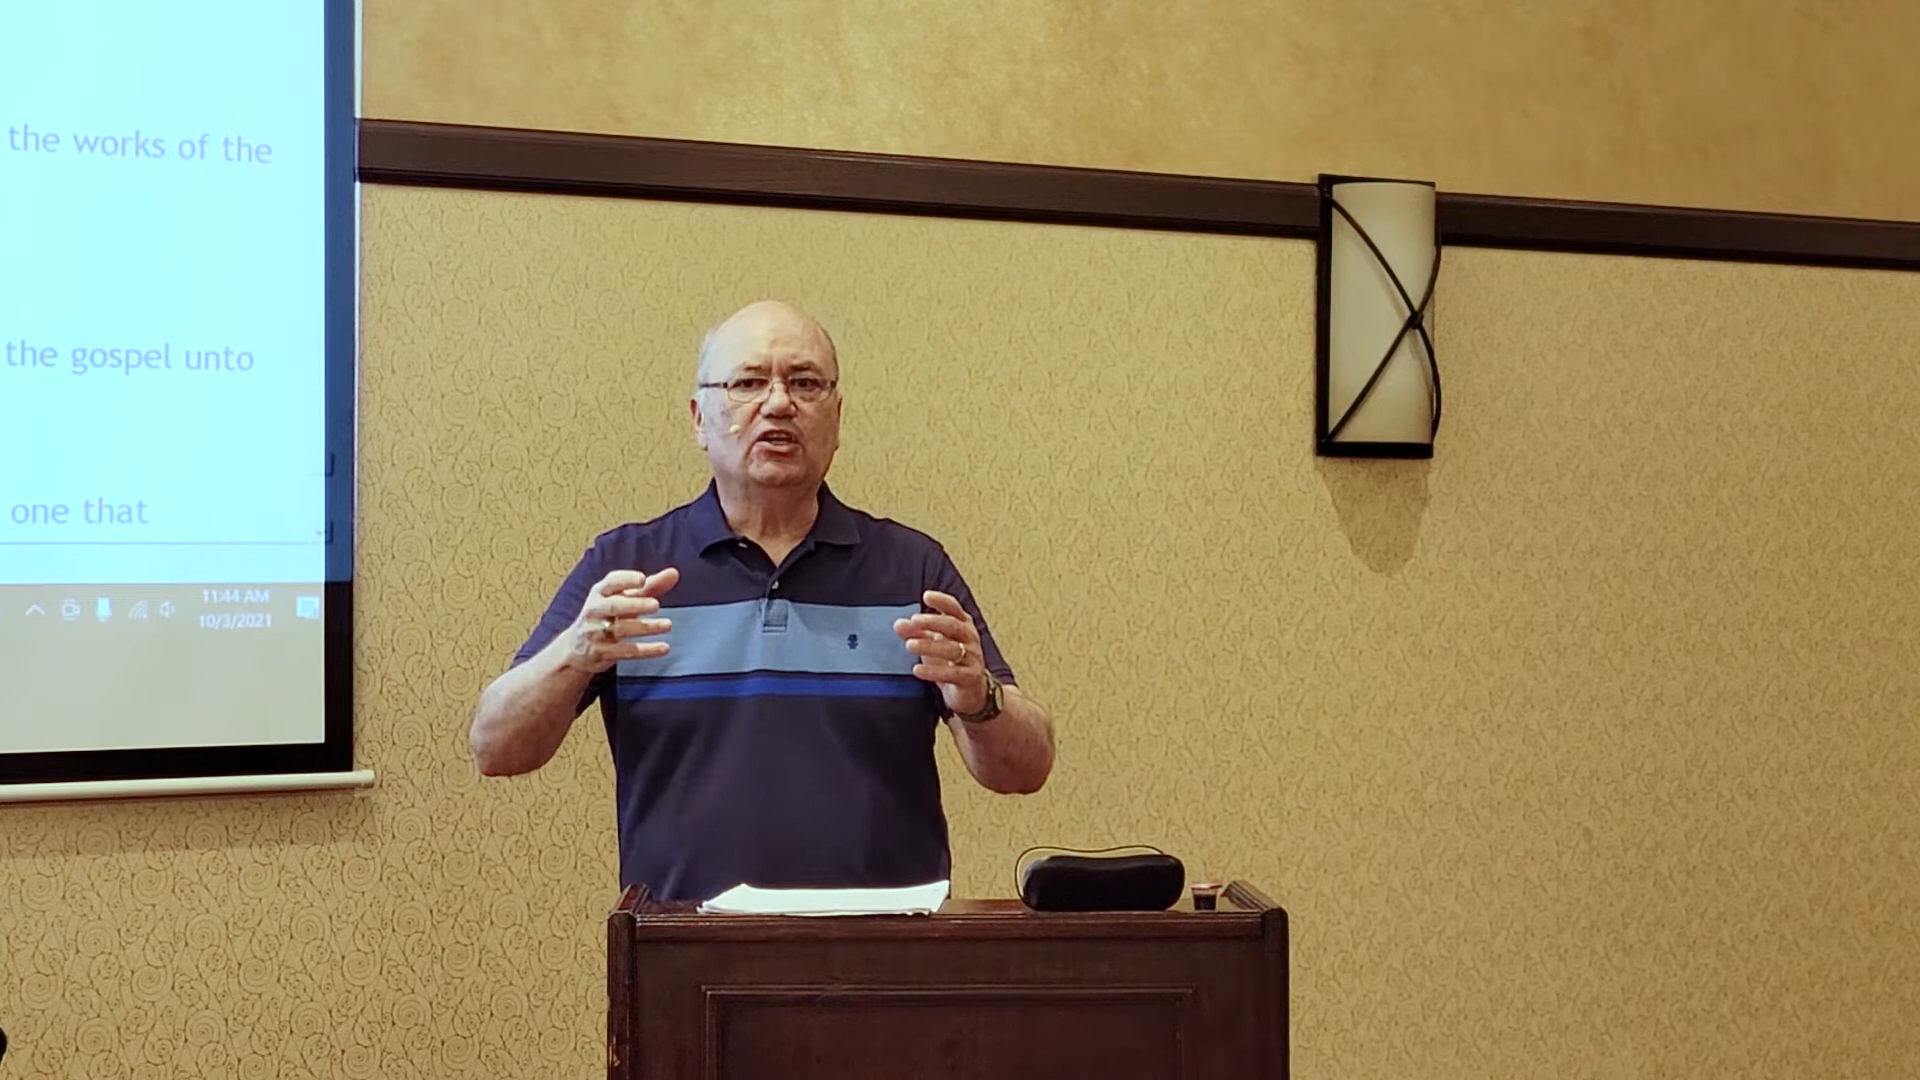 the works of the
the gospel unto
one that
11:44 AM
10/3/2021